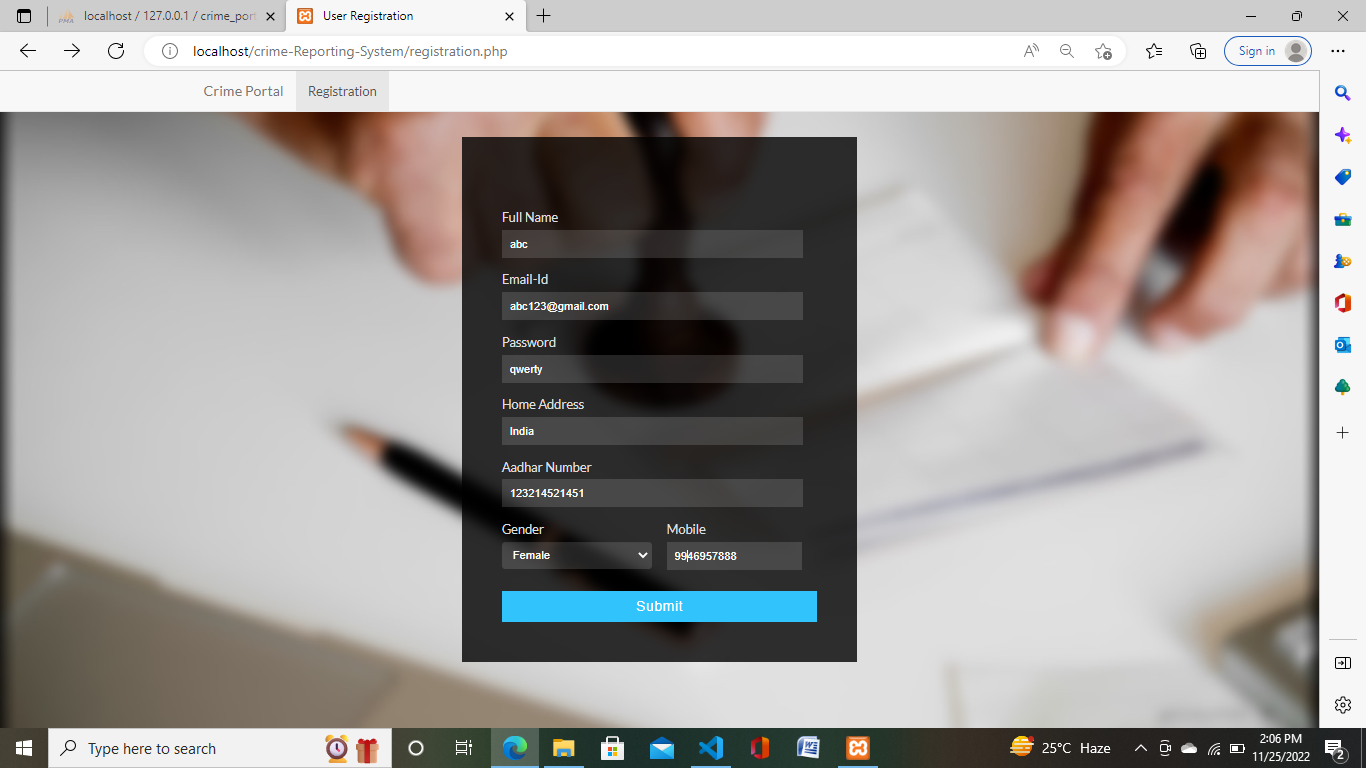 localhost / 127.0.0.1 / crime_port
User Registration
localhost/crime-Reporting-System/registration.php
Sign in
Crime Portal
Registration
Full Name
abc
Email-Id
abc123@gmail.com
Password
qwerty
Home Address
India
Aadhar Number
123214521451
Gender
Mobile
Female
9946957888
Submit
Type here to search
25°C Haze
2:06 PM
11/25/2022
2